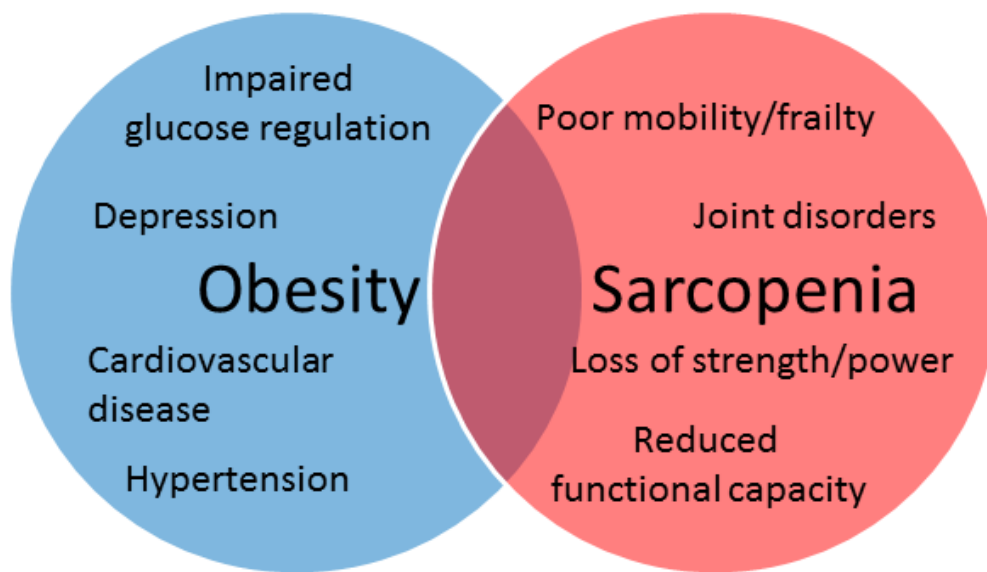 Impaired
glucose regulation
Depression
Obesity
Cardiovascular
disease
Hypertension
Poor mobility/frailty
Joint disorders
Sarcopenia
Loss of strength/power
Reduced
functional capacity